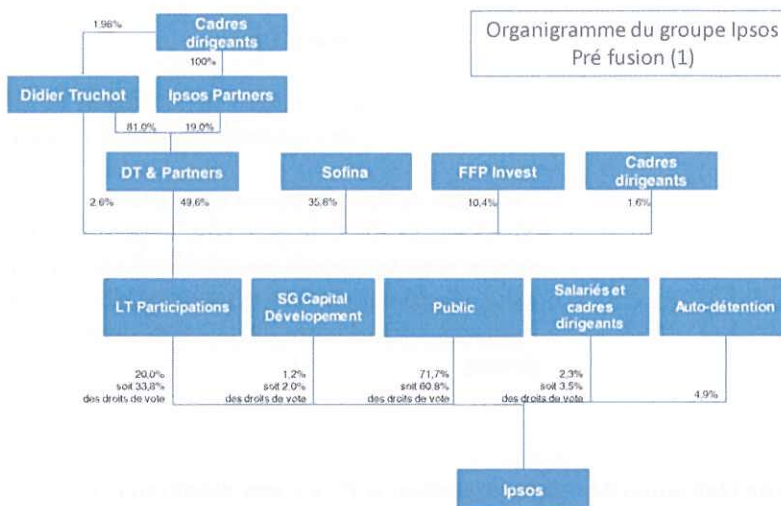 Organigramme du groupe Ipsos
Pré fusion (1)
1.96%
Cadres
dirigeants
100%
Didier Truchot
Ipsos Partners
81.0%
19.0%
DT & Partners
Sofina
FFP Invest
Cadres
dirigeants
2.6%
49.6%
35.8%
10.4%
1.6%
LT Participations
SG Capital
Dévelopement
Public
Salariés et
cadres
dirigeants
Auto-détention
20.0%
soit 33,8%
des droits de vote
1,2%
soit 2.0%
des droits de vote
71,7%
soit 60.8%
des droits de vote
2,3%
soit 3.5%
des droits de vote
4.9%
Ipsos